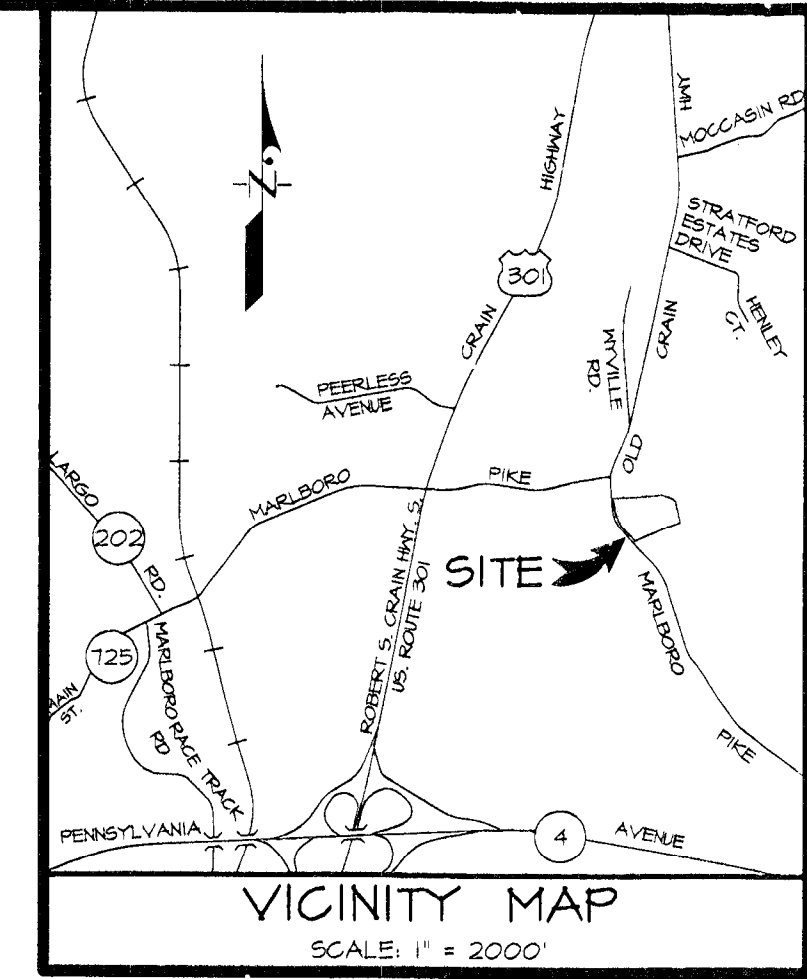 HIGHWAY
HWY
MOCCASIN RD
STRATFORD
ESTATES
DRIVE
HENLEY
CT.
301
CRAIN
WYVILLE
RD.
CRAIN
PEERLESS
AVENUE
OLD
LARGO
RD.
202
MARLBORO
PIKE
SITE
ROBERT S. CRAIN HWY. S.
US. ROUTE 301
MARLBORO
PIKE
725
MAIN
ST.
MARLBORO RACE TRACK
RD
PENNSYLVANIA
4
AVENUE
N
VICINITY MAP
SCALE: 1" = 2000'